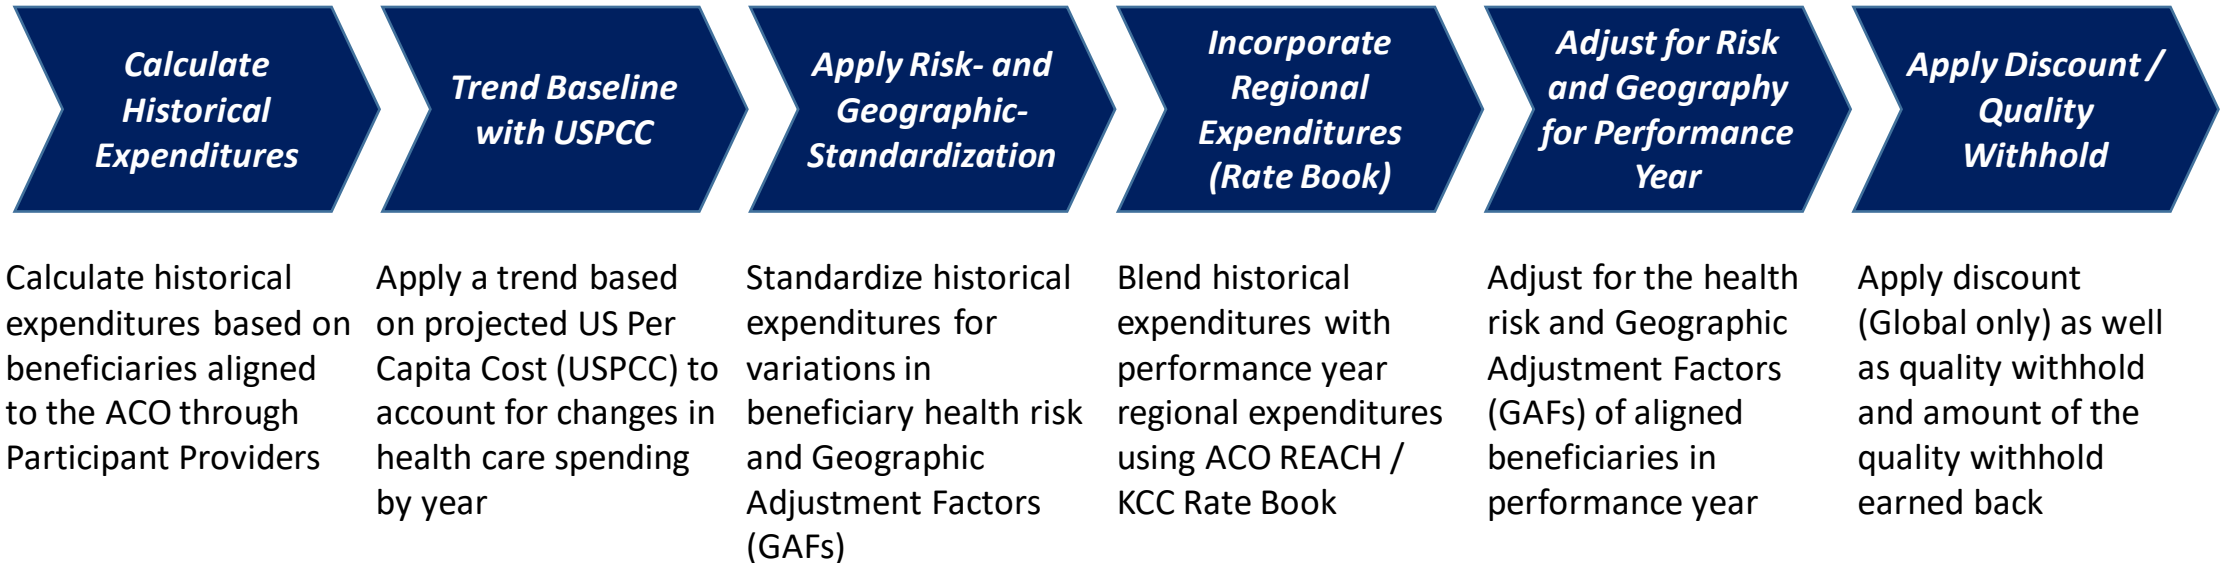 Calculate
Historical
Expenditures
Trend Baseline
with USPCC
Apply Risk- and
Geographic-
Standardization
Incorporate
Regional
Expenditures
(Rate Book)
Adjust for Risk
and Geography
for Performance
Year
Apply Discount /
Quality
Withhold
Calculate historical
expenditures based on
beneficiaries aligned
to the ACO through
Participant Providers
Apply a trend based
on projected US Per
Capita Cost (USPCC) to
account for changes in
health care spending
by year
Standardize historical
expenditures for
variations in
beneficiary health risk
and Geographic
Adjustment Factors
(GAFs)
Blend historical
expenditures with
performance year
regional expenditures
using ACO REACH /
KCC Rate Book
Adjust for the health
risk and Geographic
Adjustment Factors
(GAFs) of aligned
beneficiaries in
performance year
Apply discount
(Global only) as well
as quality withhold
and amount of the
quality withhold
earned back